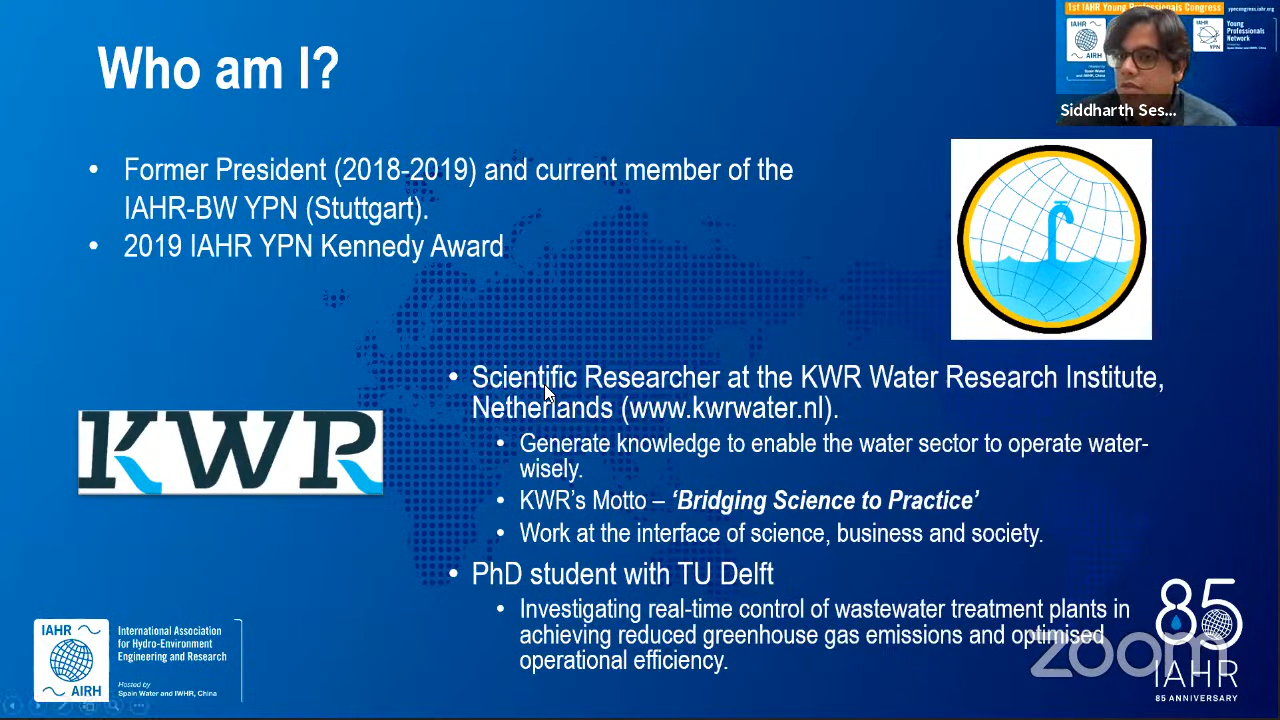 Who am I?
1st IAHR Young Professionals Congress
ypncongress.iahr.org
IAHR
AIRH
IAHR
YPN
Young
Professionals
Network
Siddharth Ses...
• Former President (2018-2019) and current member of the
IAHR-BW YPN (Stuttgart).
• 2019 IAHR YPN Kennedy Award
• Scientific Researcher at the KWR Water Research Institute,
Netherlands (www.kwrwater.nl).
• Generate knowledge to enable the water sector to operate water-
wisely.
• KWR's Motto – ‘Bridging Science to Practice’
• Work at the interface of science, business and society.
KWR
• PhD student with TU Delft
• Investigating real-time control of wastewater treatment plants in
achieving reduced greenhouse gas emissions and optimised
operational efficiency.
IAHR
AIRH
International Association
for Hydro-Environment
Engineering and Research
Hosted by
Spain Water and IWHR, China
zoom
85
IAHR
85 ANNIVERSARY